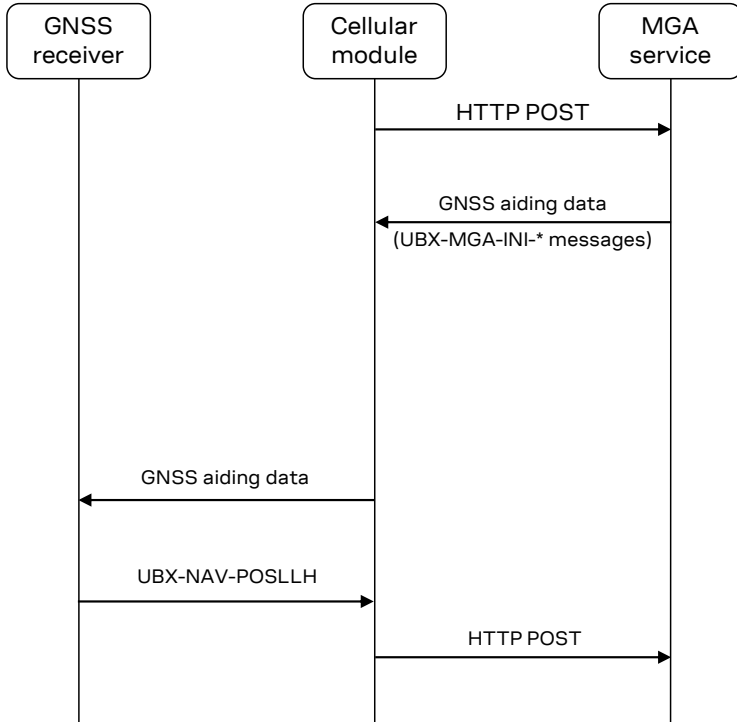 GNSS
receiver
Cellular
module
MGA
service
HTTP POST
GNSS aiding data
(UBX-MGA-INI-* messages)
GNSS aiding data
UBX-NAV-POSLLH
HTTP POST